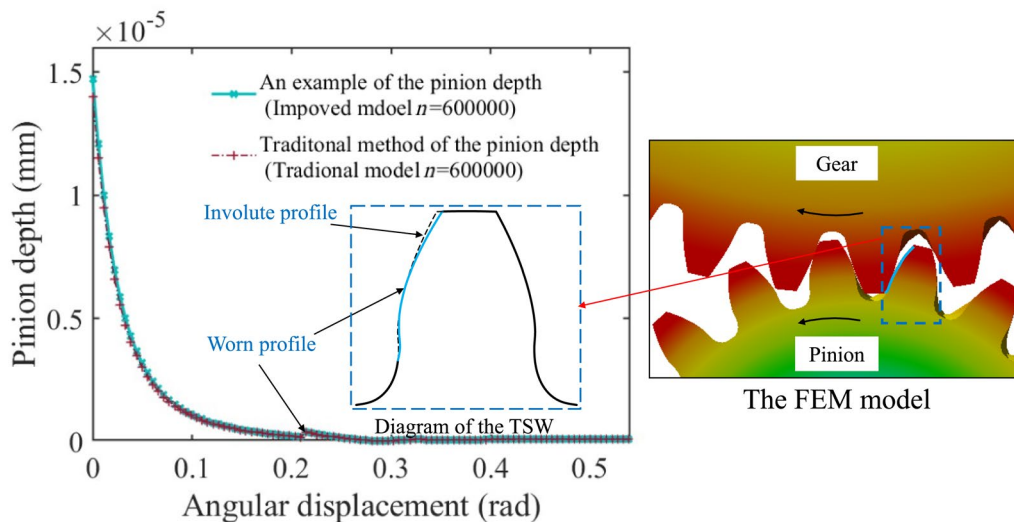 ×10⁻⁵
1.5
1
0.5
0
Pinion depth (mm)
An example of the pinion depth
(Impoved mdoel n=600000)
Traditonal method of the pinion depth
(Tradional model n=600000)
Involute profile
Worn profile
Diagram of the TSW
0 0.1 0.2 0.3 0.4 0.5
Angular displacement (rad)
Gear
Pinion
The FEM model